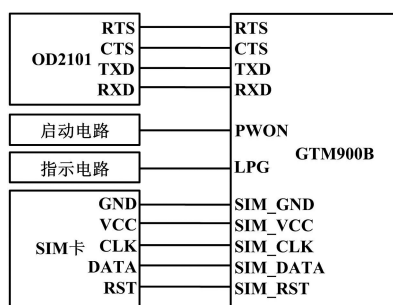 RTS RTS
CTS CTS
OD2101 TXD TXD
RXD RXD
启动电路 PWON
GTM900B
指示电路 LPG
GND SIM_GND
VCC SIM_VCC
SIM卡 CLK SIM_CLK
DATA SIM_DATA
RST SIM_RST